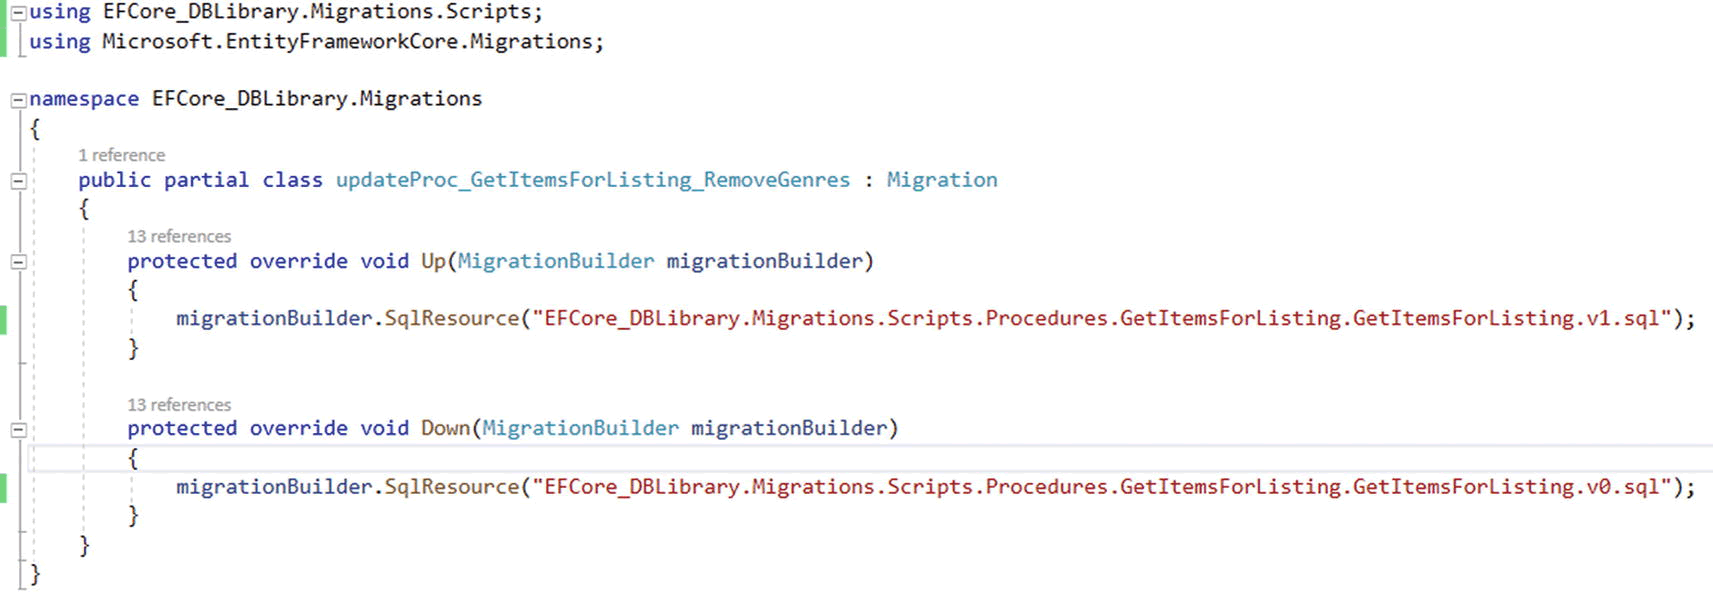 using EFCore_DBLibrary.Migrations.Scripts;
using Microsoft.EntityFrameworkCore.Migrations;
namespace EFCore_DBLibrary.Migrations
{
1 reference
public partial class updateProc_GetItemsForListing_RemoveGenres : Migration
{
13 references
protected override void Up(MigrationBuilder migrationBuilder)
{
migrationBuilder.SqlResource("EFCore_DBLibrary.Migrations.Scripts.Procedures.GetItemsForListing.GetItemsForListing.v1.sql");
}
13 references
protected override void Down(MigrationBuilder migrationBuilder)
{
migrationBuilder.SqlResource("EFCore_DBLibrary.Migrations.Scripts.Procedures.GetItemsForListing.GetItemsForListing.v0.sql");
}
}
}